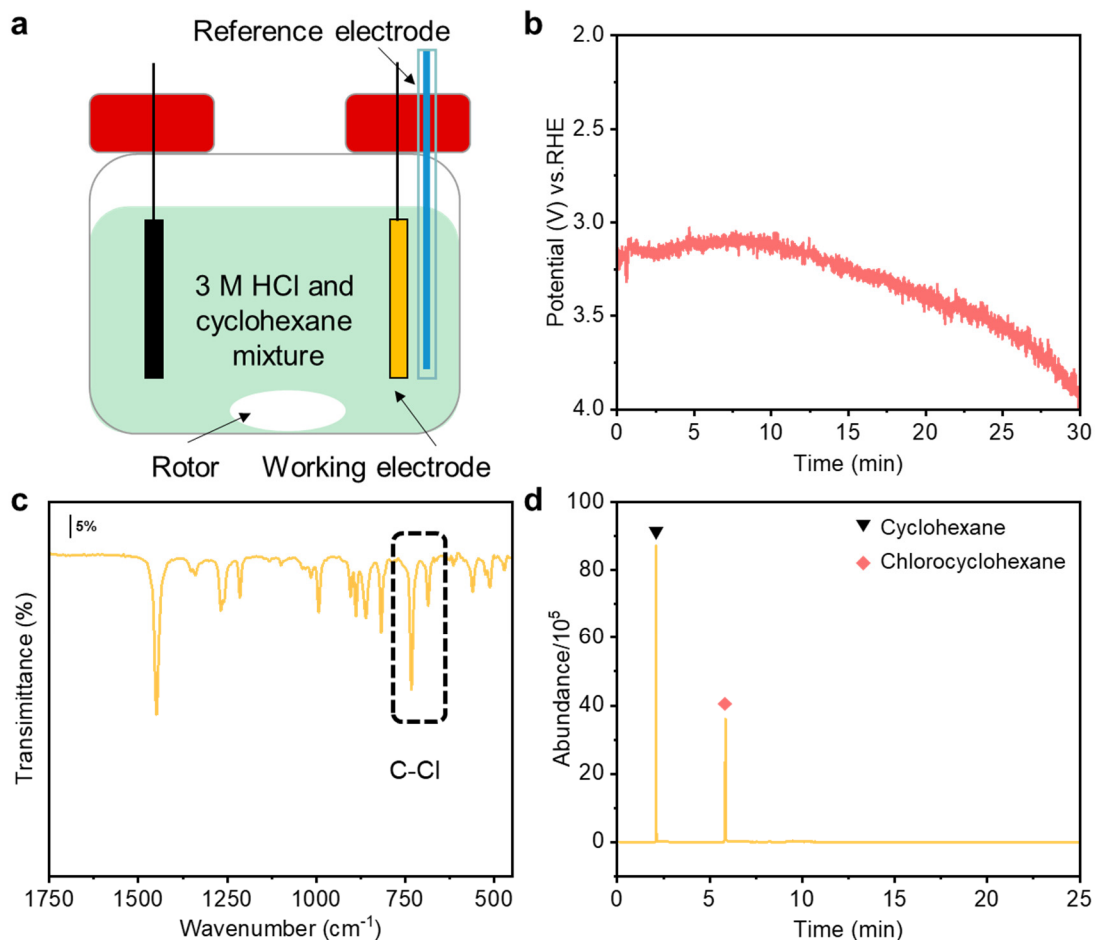 a
Reference electrode
3 M HCl and
cyclohexane
mixture
Rotor
Working electrode
b
Potential (V) vs.RHE
2.0
2.5
3.0
3.5
4.0
0
5
10
15
20
25
30
Time (min)
c
5%
Transimittance (%)
C-Cl
1750
1500
1250
1000
750
500
Wavenumber (cm⁻¹)
d
Cyclohexane
Chlorocyclohexane
Abundance/10⁵
100
80
60
40
20
0
0
5
10
15
20
25
Time (min)